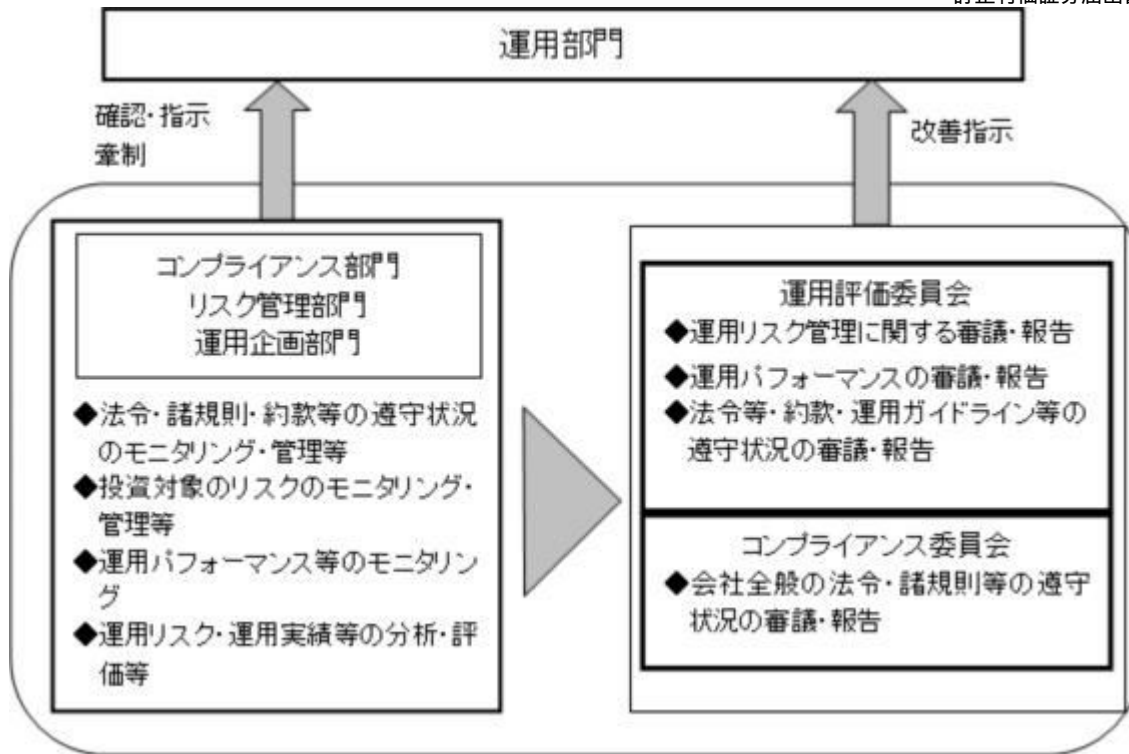 運用部門
確認・指示
牽制
改善指示
コンプライアンス部門
リスク管理部門
運用企画部門
◆法令・諸規則・約款等の遵守状況
のモニタリング・管理等
◆投資対象のリスクのモニタリング・
管理等
◆運用パフォーマンス等のモニタリン
グ
◆運用リスク・運用実績等の分析・評
価等
運用評価委員会
◆運用リスク管理に関する審議・報告
◆運用パフォーマンスの審議・報告
◆法令等・約款・運用ガイドライン等の
遵守状況の審議・報告
コンプライアンス委員会
◆会社全般の法令・諸規則等の遵守
状況の審議・報告